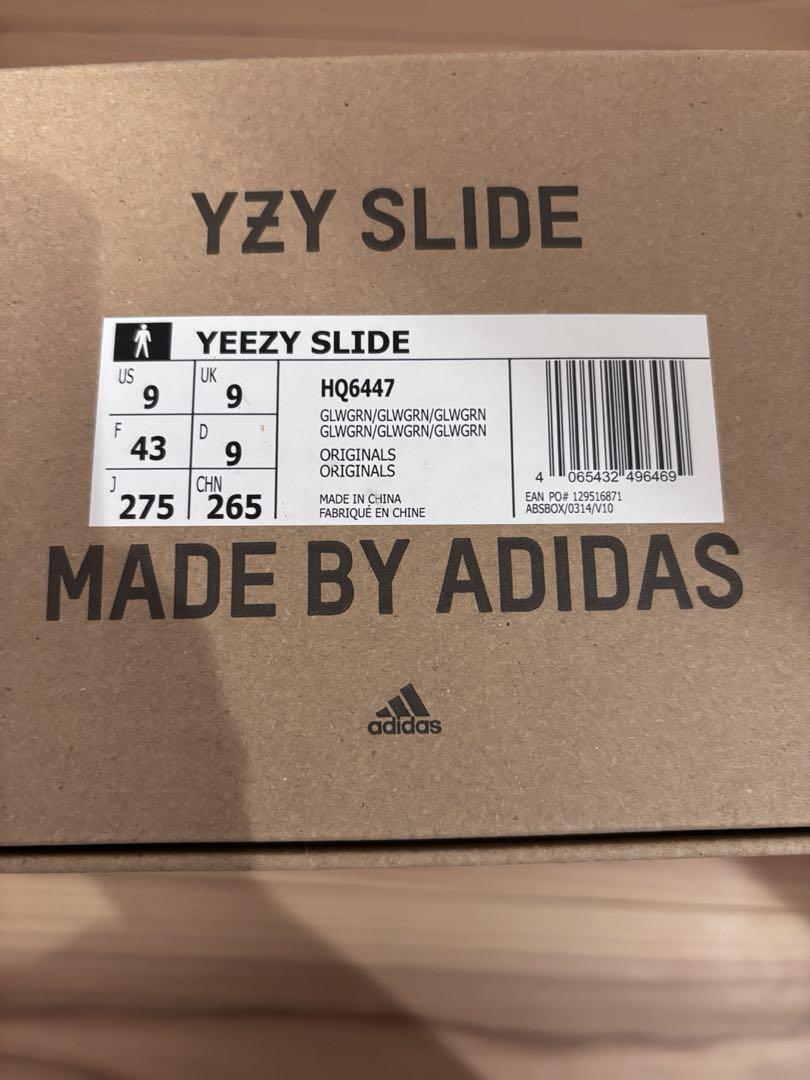 YƵY SLIDE
YEEZY SLIDE
US 9 UK 9
F 43 D 9
J 275 CHN 265
HQ6447
GLWGRN/GLWGRN/GLWGRN
GLWGRN/GLWGRN/GLWGRN
ORIGINALS
ORIGINALS
MADE IN CHINA
FABRIQUÉ EN CHINE
4 065432 496469
EAN PO# 129516871
ABSBOX/0314/V10
MADE BY ADIDAS
adidas